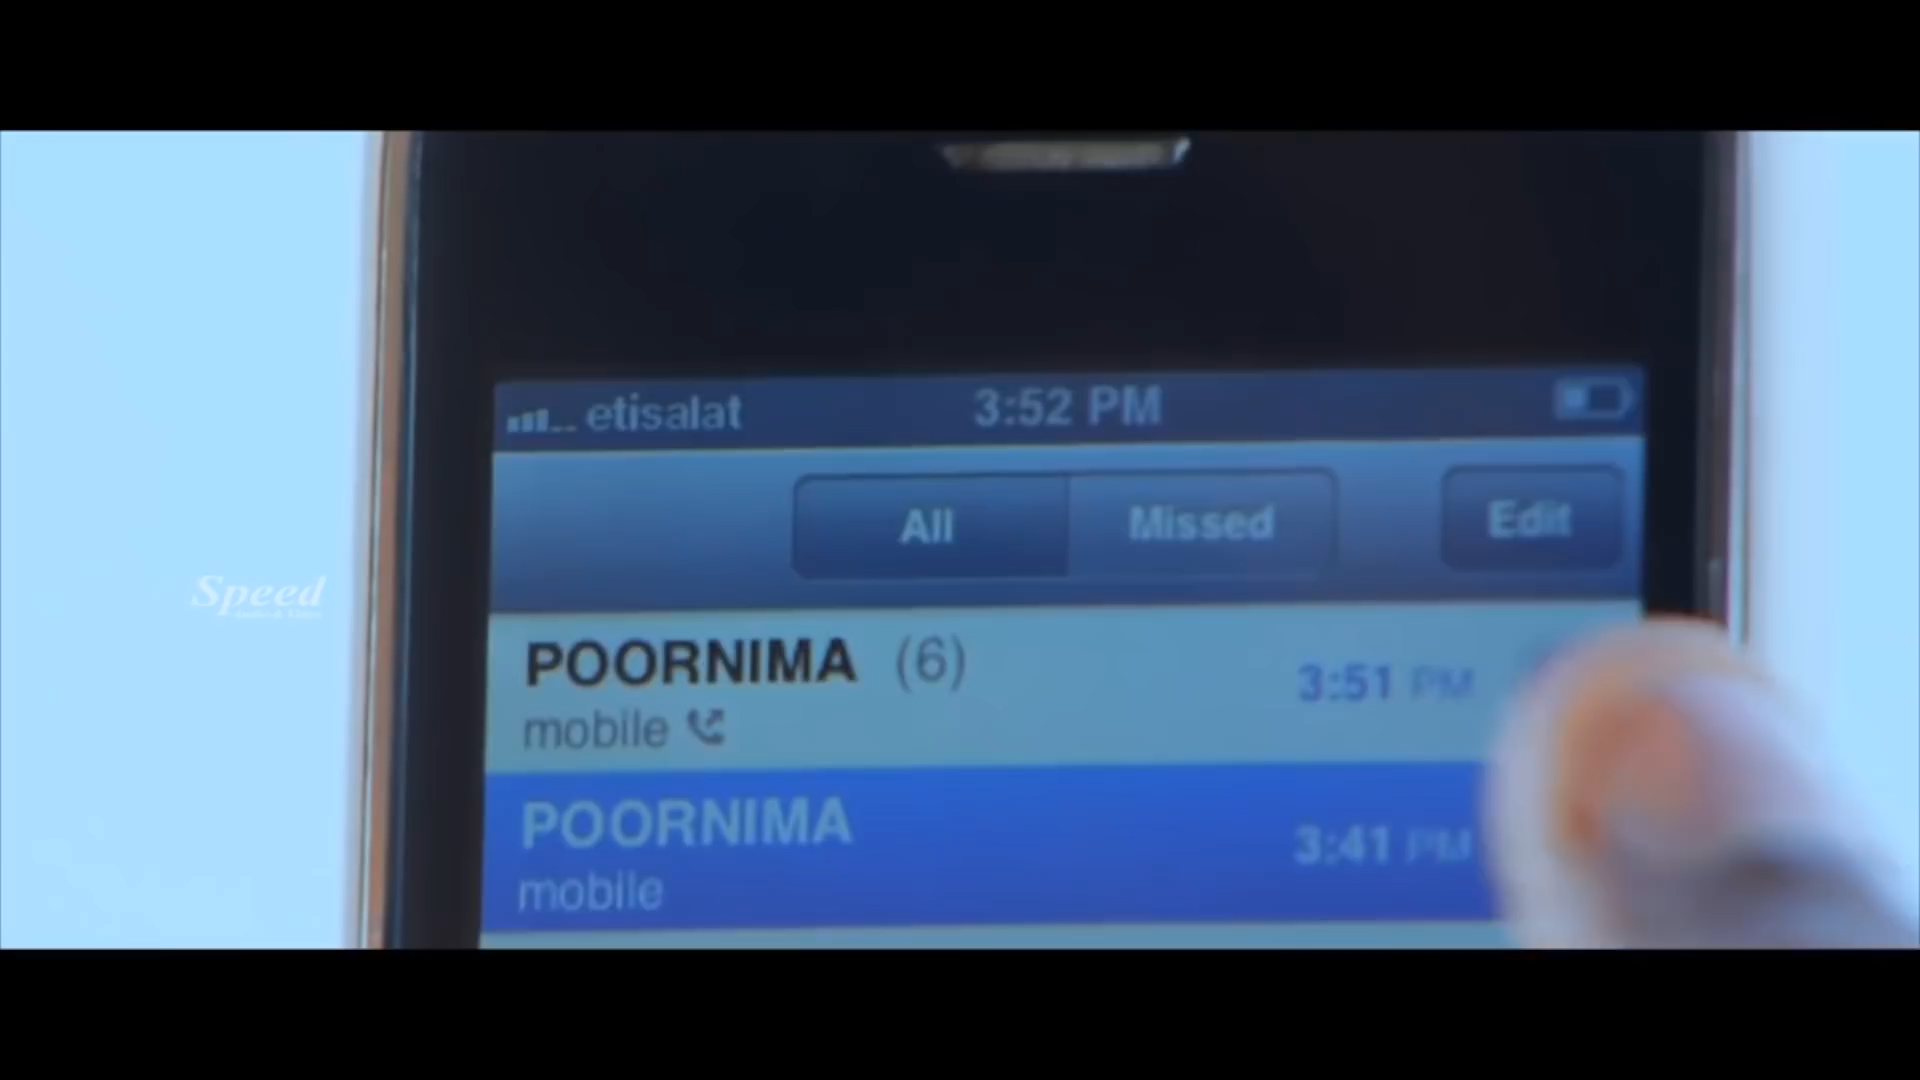 etisalat 3:52 PM
All Missed Edit
POORNIMA (6) 3:51 PM
mobile
POORNIMA 3:41 PM
mobile
Speed